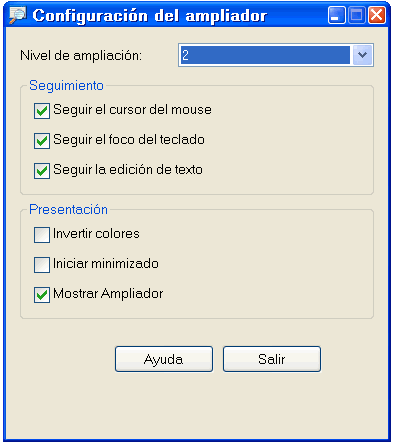 Configuración del ampliador
Nivel de ampliación: 2
Seguimiento
Seguir el cursor del mouse
Seguir el foco del teclado
Seguir la edición de texto
Presentación
Invertir colores
Iniciar minimizado
Mostrar Ampliador
Ayuda Salir